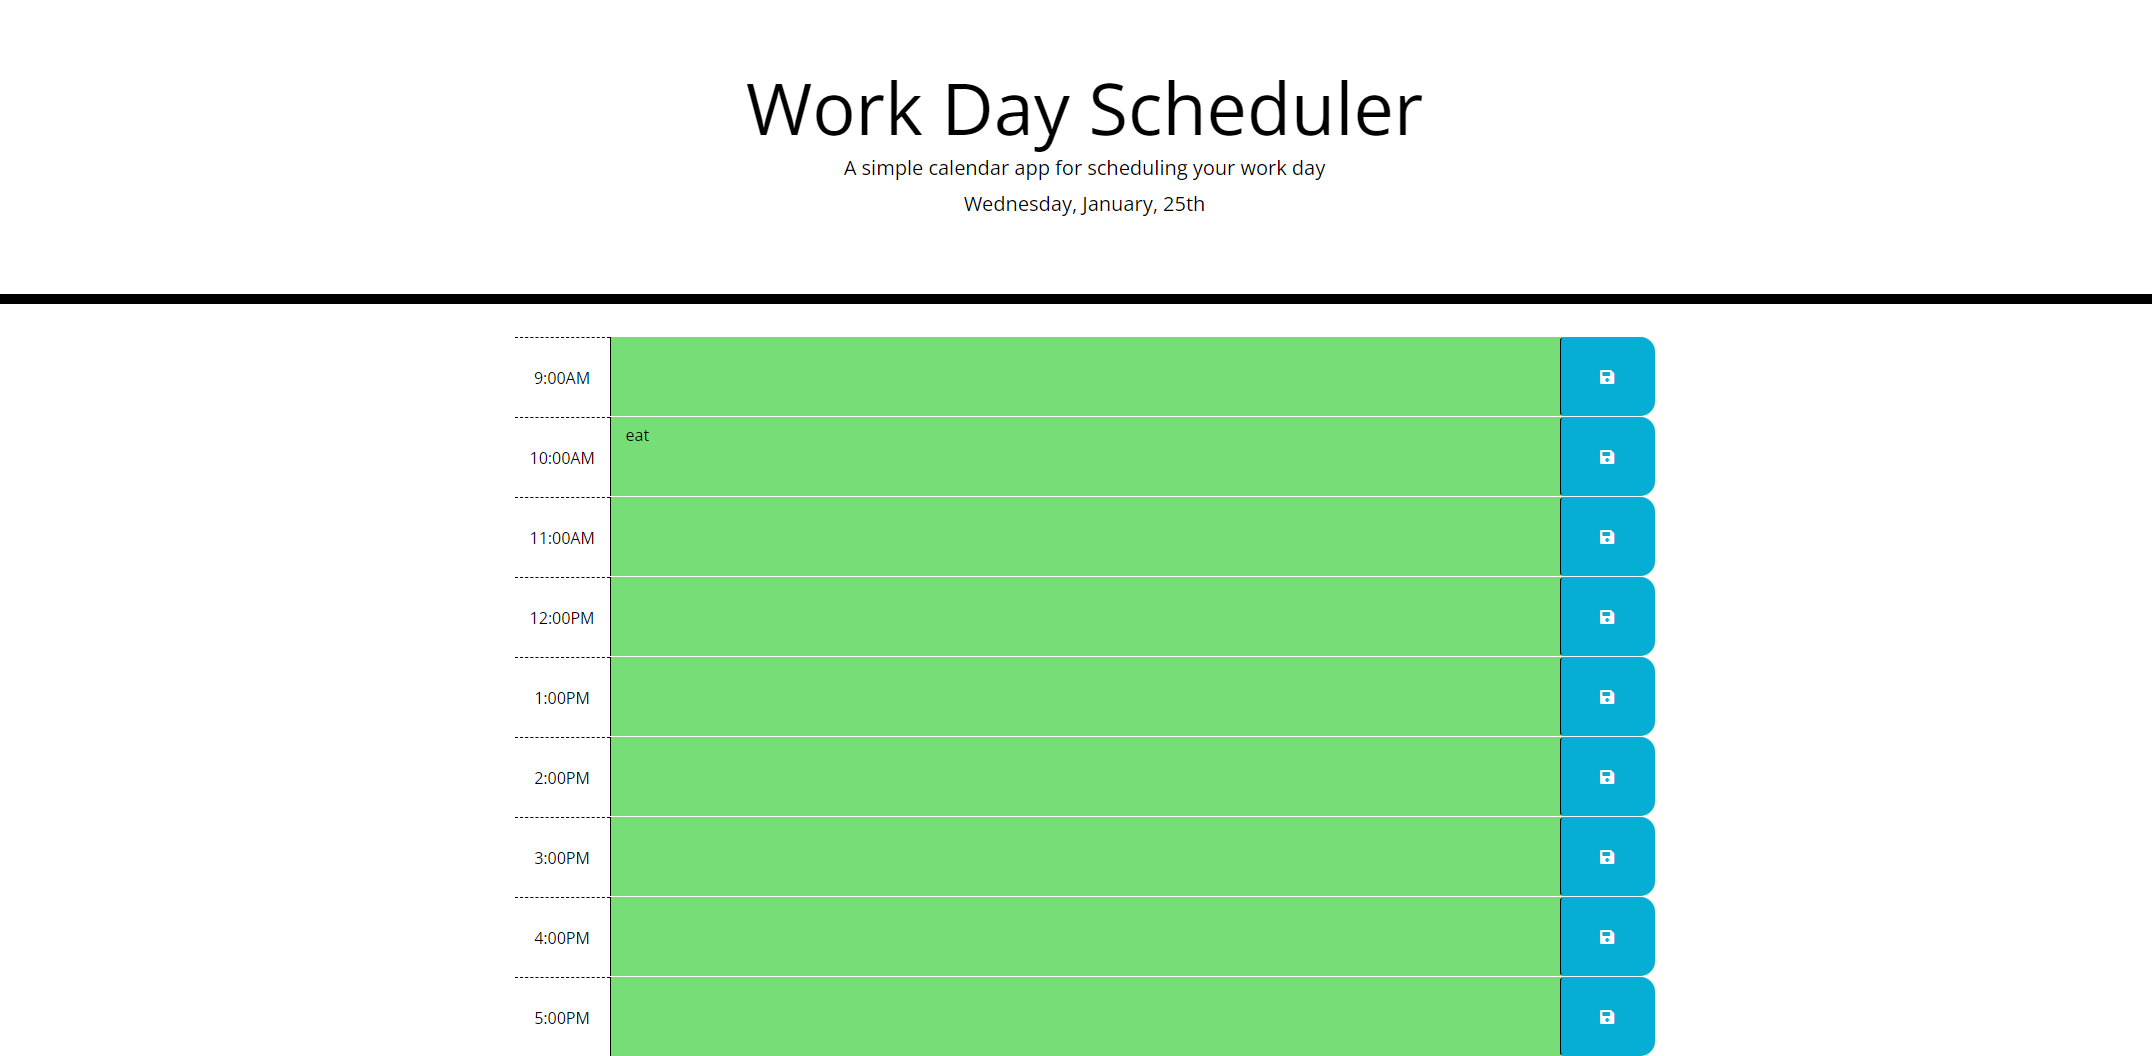 Work Day Scheduler
A simple calendar app for scheduling your work day
Wednesday, January, 25th
9:00AM
10:00AM eat
11:00AM
12:00PM
1:00PM
2:00PM
3:00PM
4:00PM
5:00PM